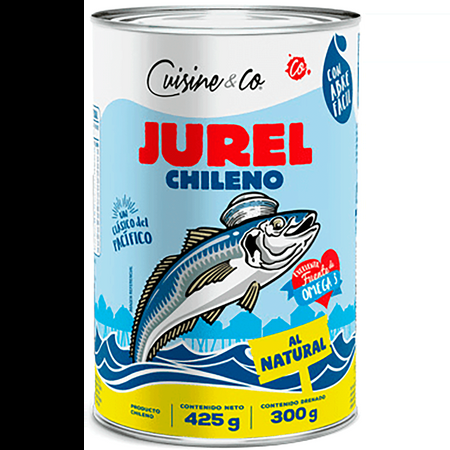 Cuisine & Co.
Co
CON
ABRE
FÁCIL
JUREL
CHILENO
UN
CLÁSICO del
PACÍFICO
EXCELENTE
Fuente de
OMEGA 3
AL
NATURAL
PRODUCTO
CHILENO
CONTENIDO NETO
425 g
CONTENIDO DRENADO
300 g